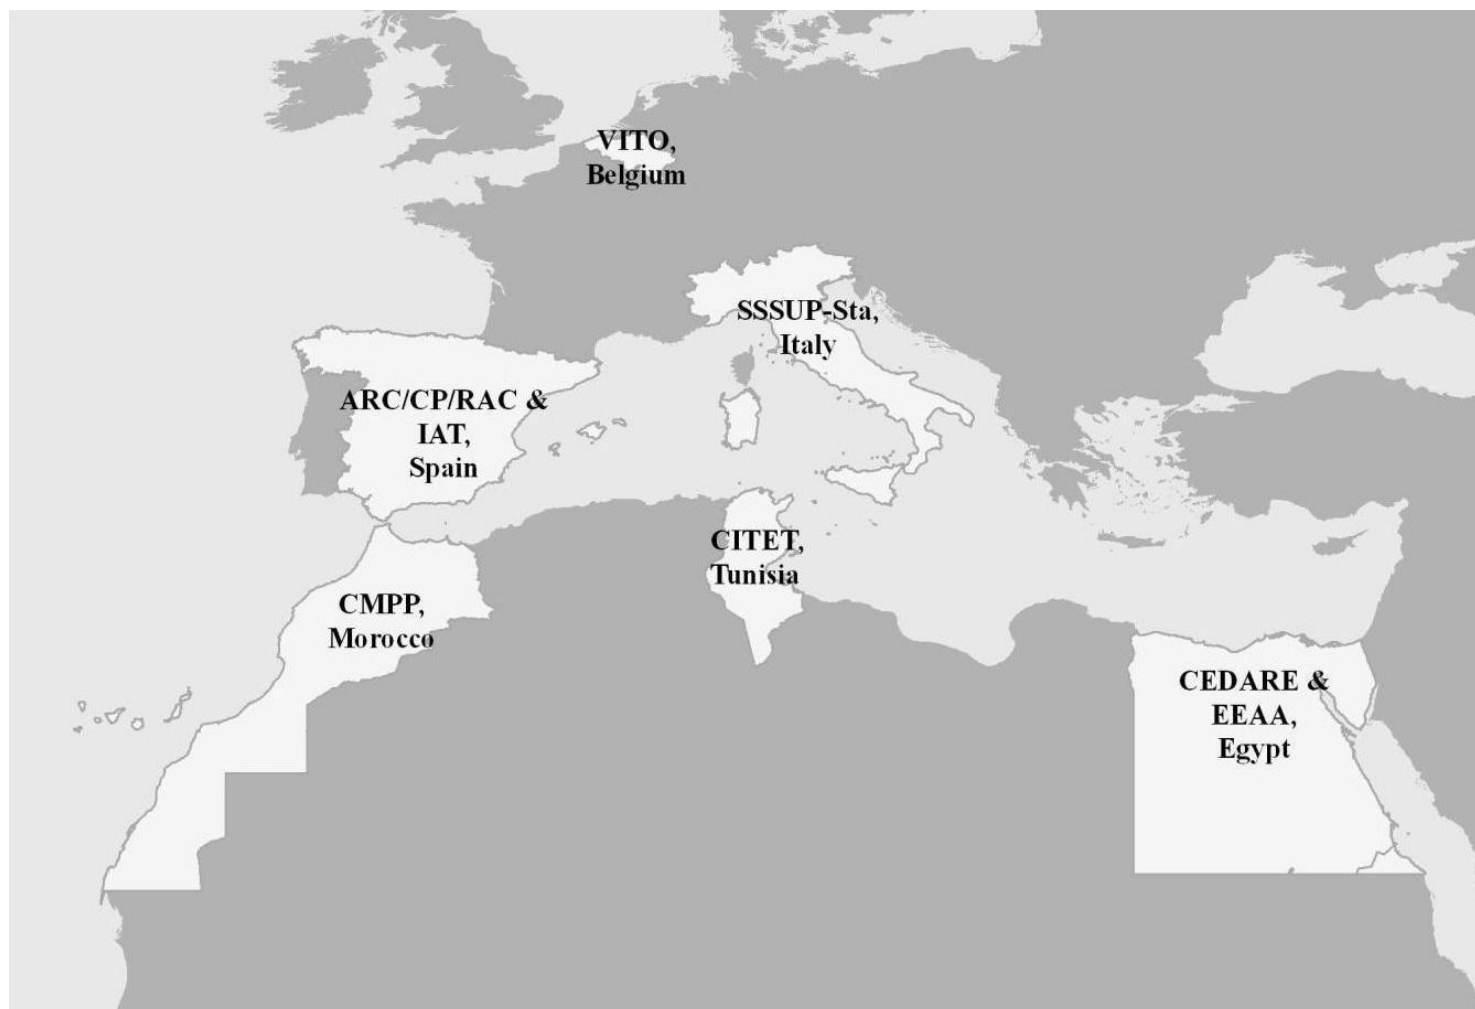 VITO,
Belgium
SSSUP-Sta,
Italy
ARC/CP/RAC &
IAT,
Spain
CITET,
Tunisia
CMPP,
Morocco
CEDARE &
EEAA,
Egypt